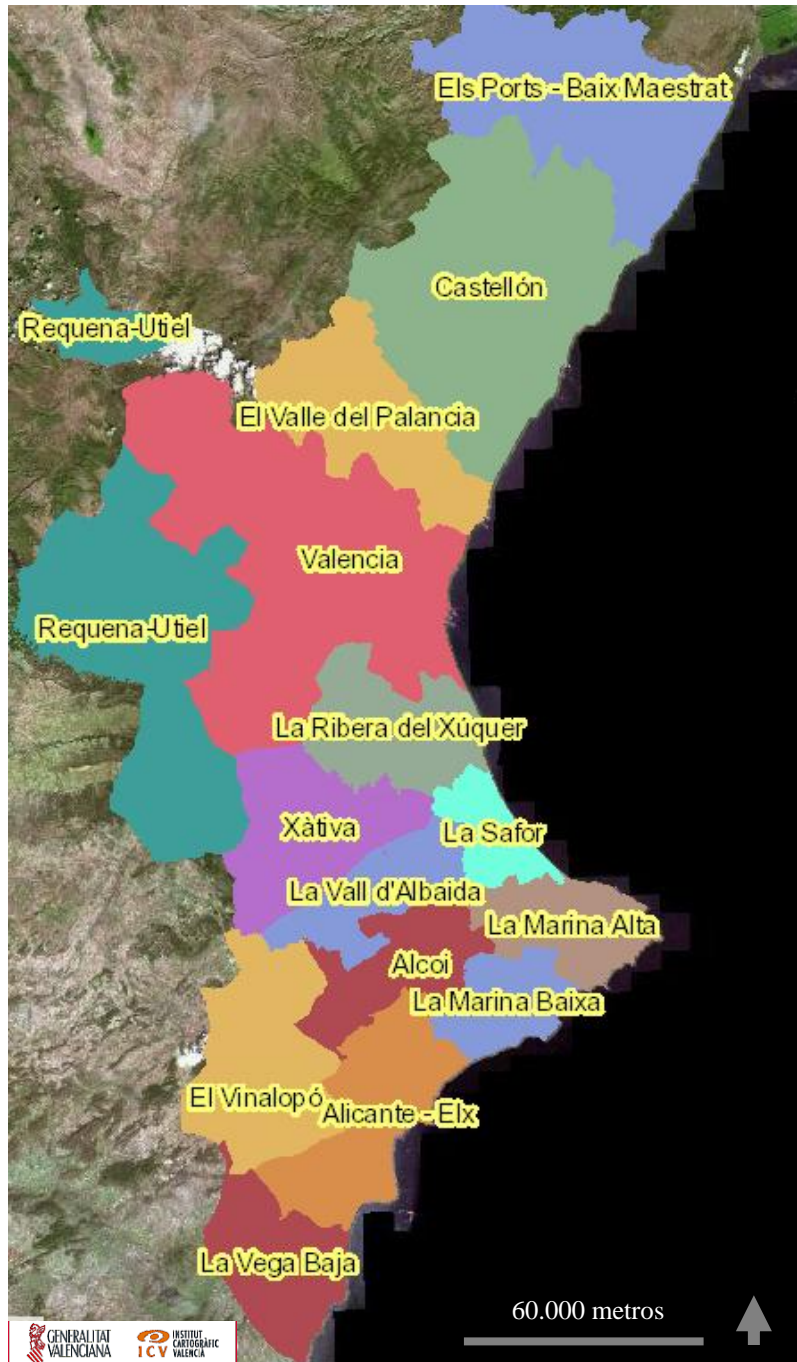 Els Ports - Baix Maestrat
Castellón
Requena-Utiel
El Valle del Palancia
Valencia
Requena-Utiel
La Ribera del Xúquer
Xàtiva
La Safor
La Vall d'Albaida
La Marina Alta
Alcoi
La Marina Baixa
El Vinalopó
Alicante - Elx
La Vega Baja
60.000 metros
GENERALITAT
VALENCIANA
ICV
INSTITUT
CARTOGRÀFIC
VALENCIÀ